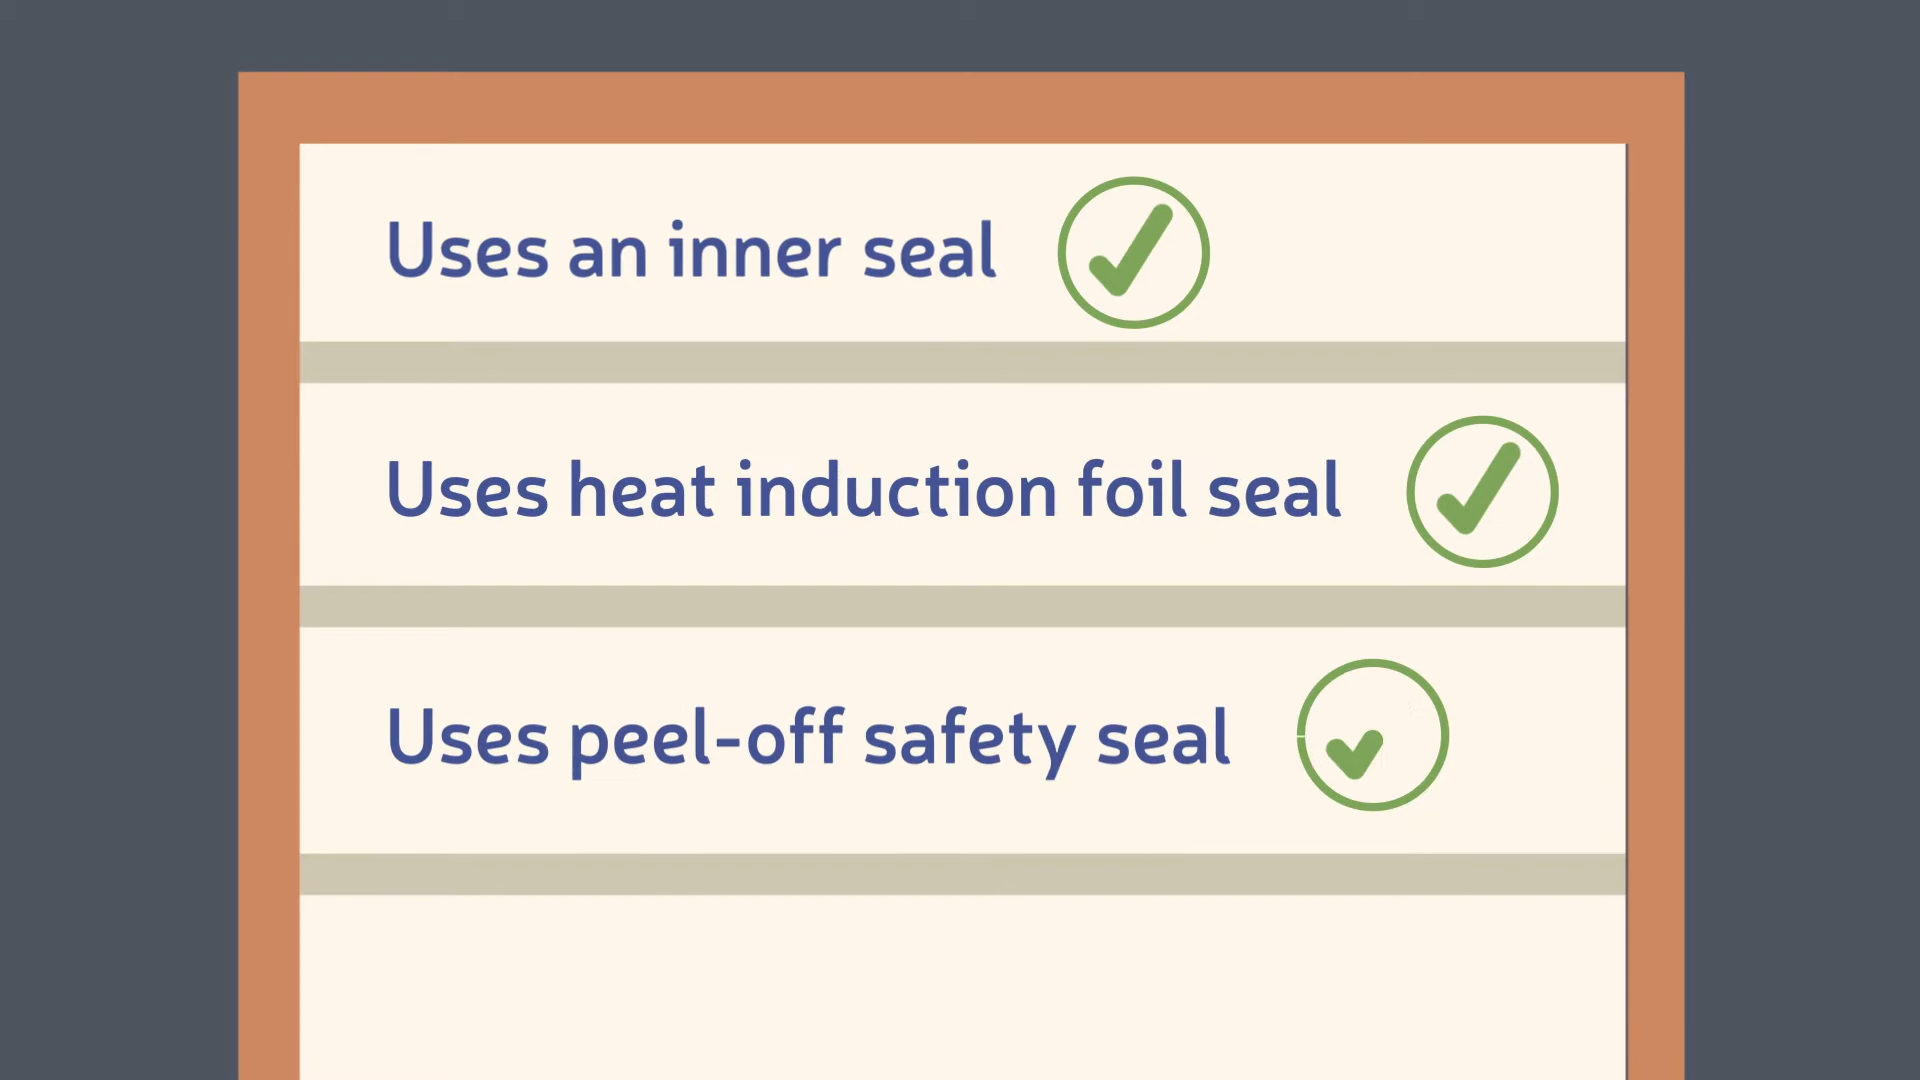 Uses an inner seal
Uses heat induction foil seal
Uses peel-off safety seal